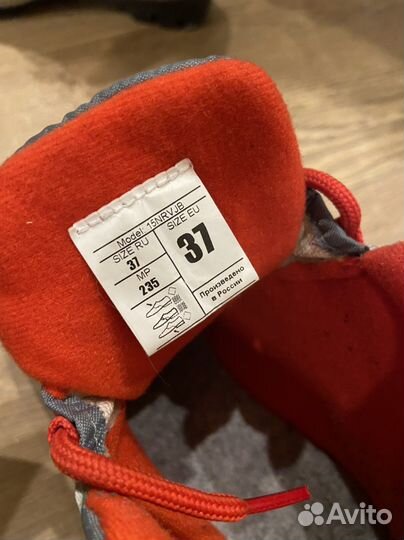 Model: 15NRVJB
SIZE RU
37
MP
235
SIZE EU
37
Произведено
в России
Avito